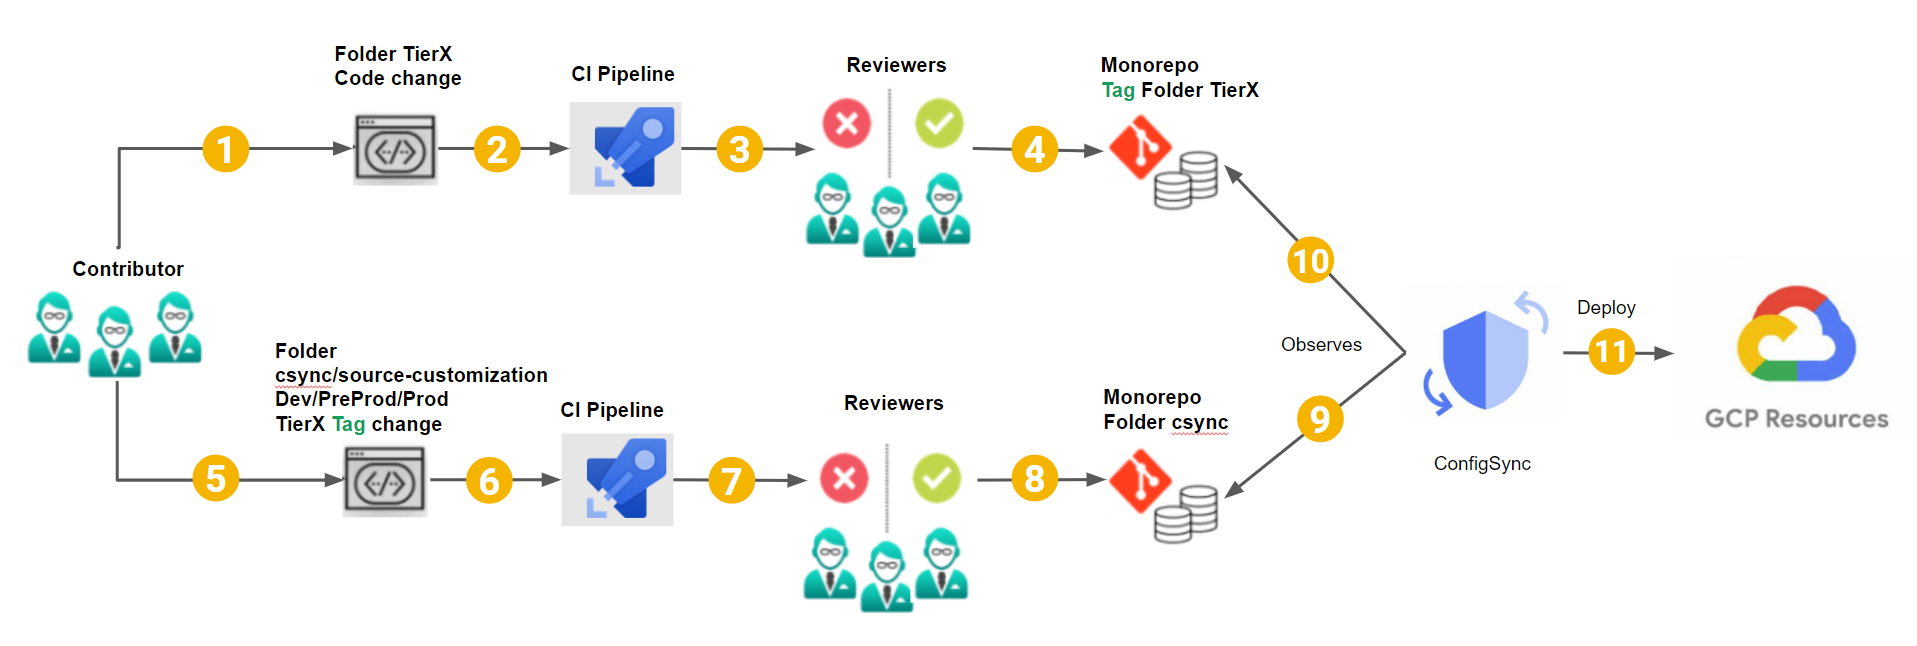 Folder TierX
Code change
CI Pipeline
Reviewers
Monorepo
Tag Folder TierX
1
2
3
4
Contributor
10
Observes
Deploy
11
GCP Resources
ConfigSync
Folder
csync/source-customization
Dev/PreProd/Prod
TierX Tag change
CI Pipeline
Reviewers
Monorepo
Folder csync
9
5
6
7
8